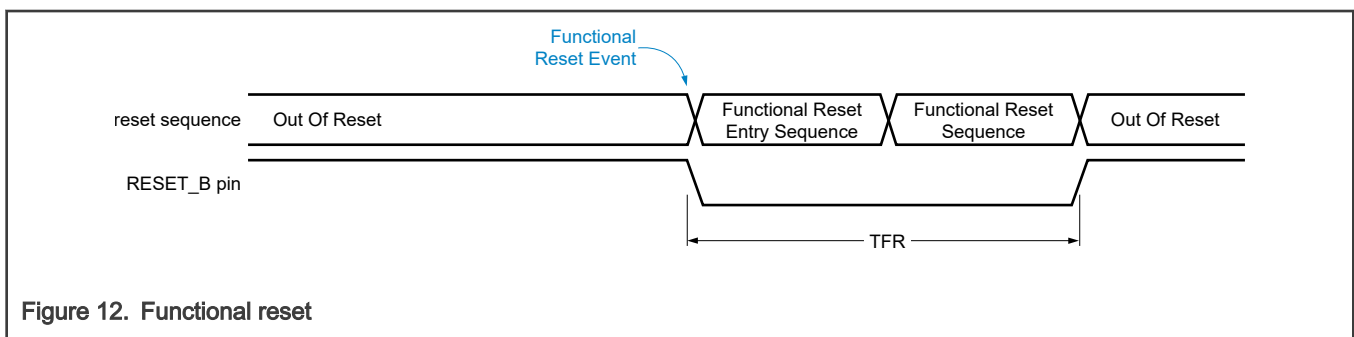 Functional
Reset Event
reset sequence
Out Of Reset
Functional Reset
Entry Sequence
Functional Reset
Sequence
Out Of Reset
RESET_B pin
TFR
Figure 12. Functional reset